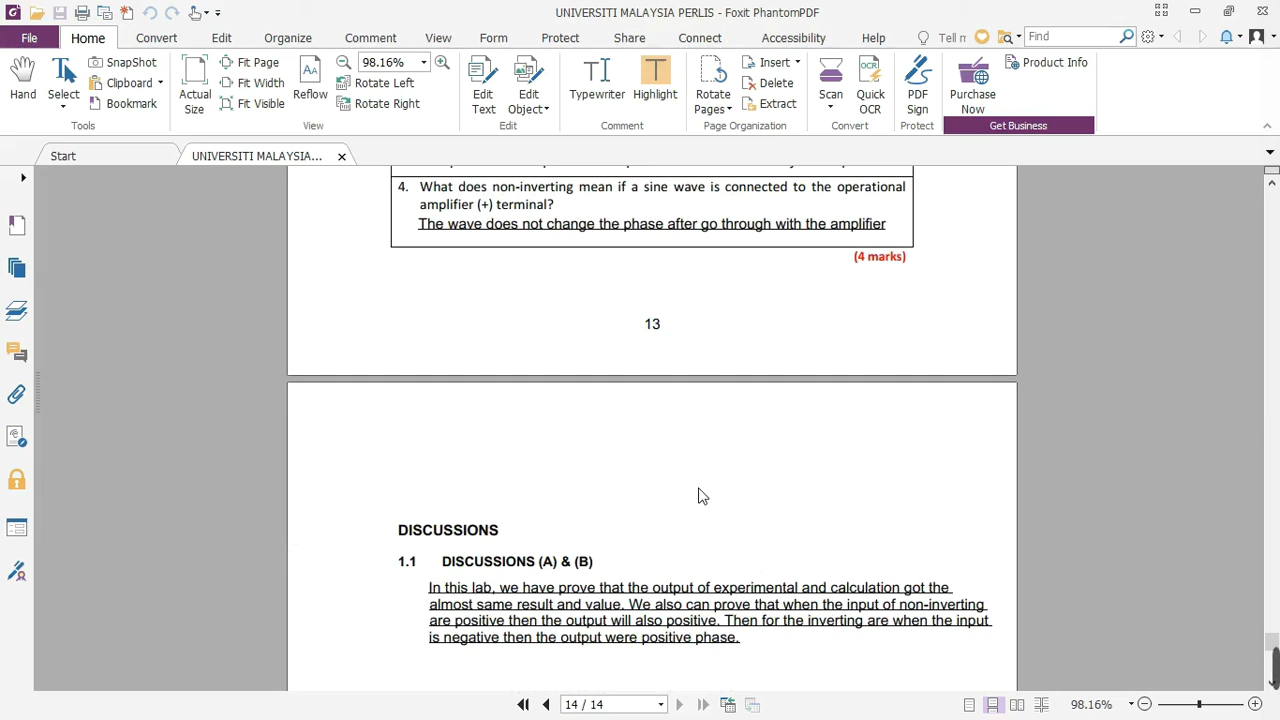 UNIVERSITI MALAYSIA PERLIS - Foxit PhantomPDF
File Home Convert Edit Organize Comment View Form Protect Share Connect Accessibility Help Tell m Find
Hand
Select
SnapShot
Clipboard
Bookmark
Tools
Actual Size
Fit Page
Fit Width
Fit Visible
Reflow
98.16%
Rotate Left
Rotate Right
View
Edit Text
Edit Object
Edit
Typewriter
Highlight
Comment
Rotate Pages
Insert
Delete
Extract
Page Organization
Scan
Quick OCR
Convert
PDF Sign
Protect
Purchase Now
Product Info
Get Business
Start
UNIVERSITI MALAYSIA...
4. What does non-inverting mean if a sine wave is connected to the operational
amplifier (+) terminal?
The wave does not change the phase after go through with the amplifier
(4 marks)
13
DISCUSSIONS
1.1 DISCUSSIONS (A) & (B)
In this lab, we have prove that the output of experimental and calculation got the
almost same result and value. We also can prove that when the input of non-inverting
are positive then the output will also positive. Then for the inverting are when the input
is negative then the output were positive phase.
14 / 14
98.16%